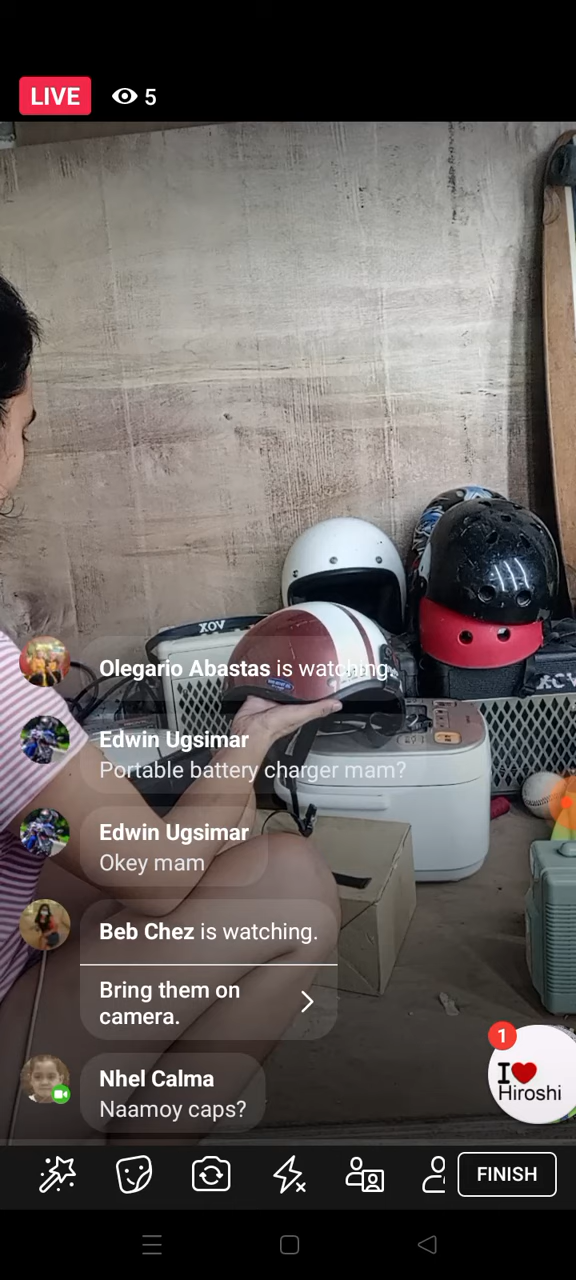 LIVE
5
XOV
Olegario Abastas is watching.
Edwin Ugsimar
Portable battery charger mam?
Edwin Ugsimar
Okey mam
Beb Chez is watching.
Bring them on
camera.
Nhel Calma
Naamoy caps?
1
I
Hiroshi
FINISH